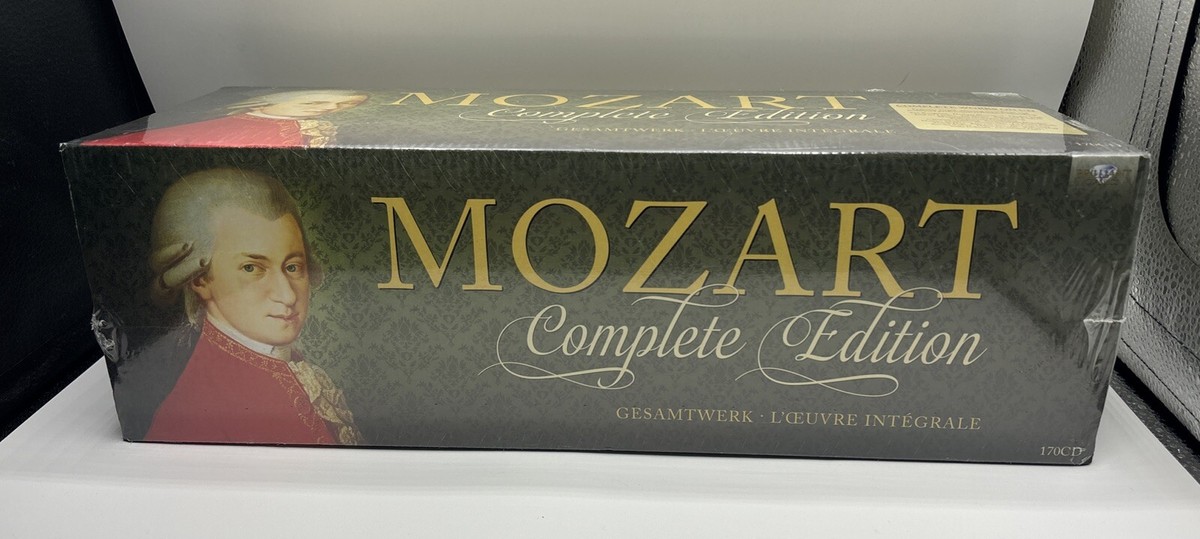 MOZART
Complete Edition
GESAMTWERK · L'ŒUVRE INTÉGRALE
MOZART
Complete Edition
GESAMTWERK · L'ŒUVRE INTÉGRALE
170CD